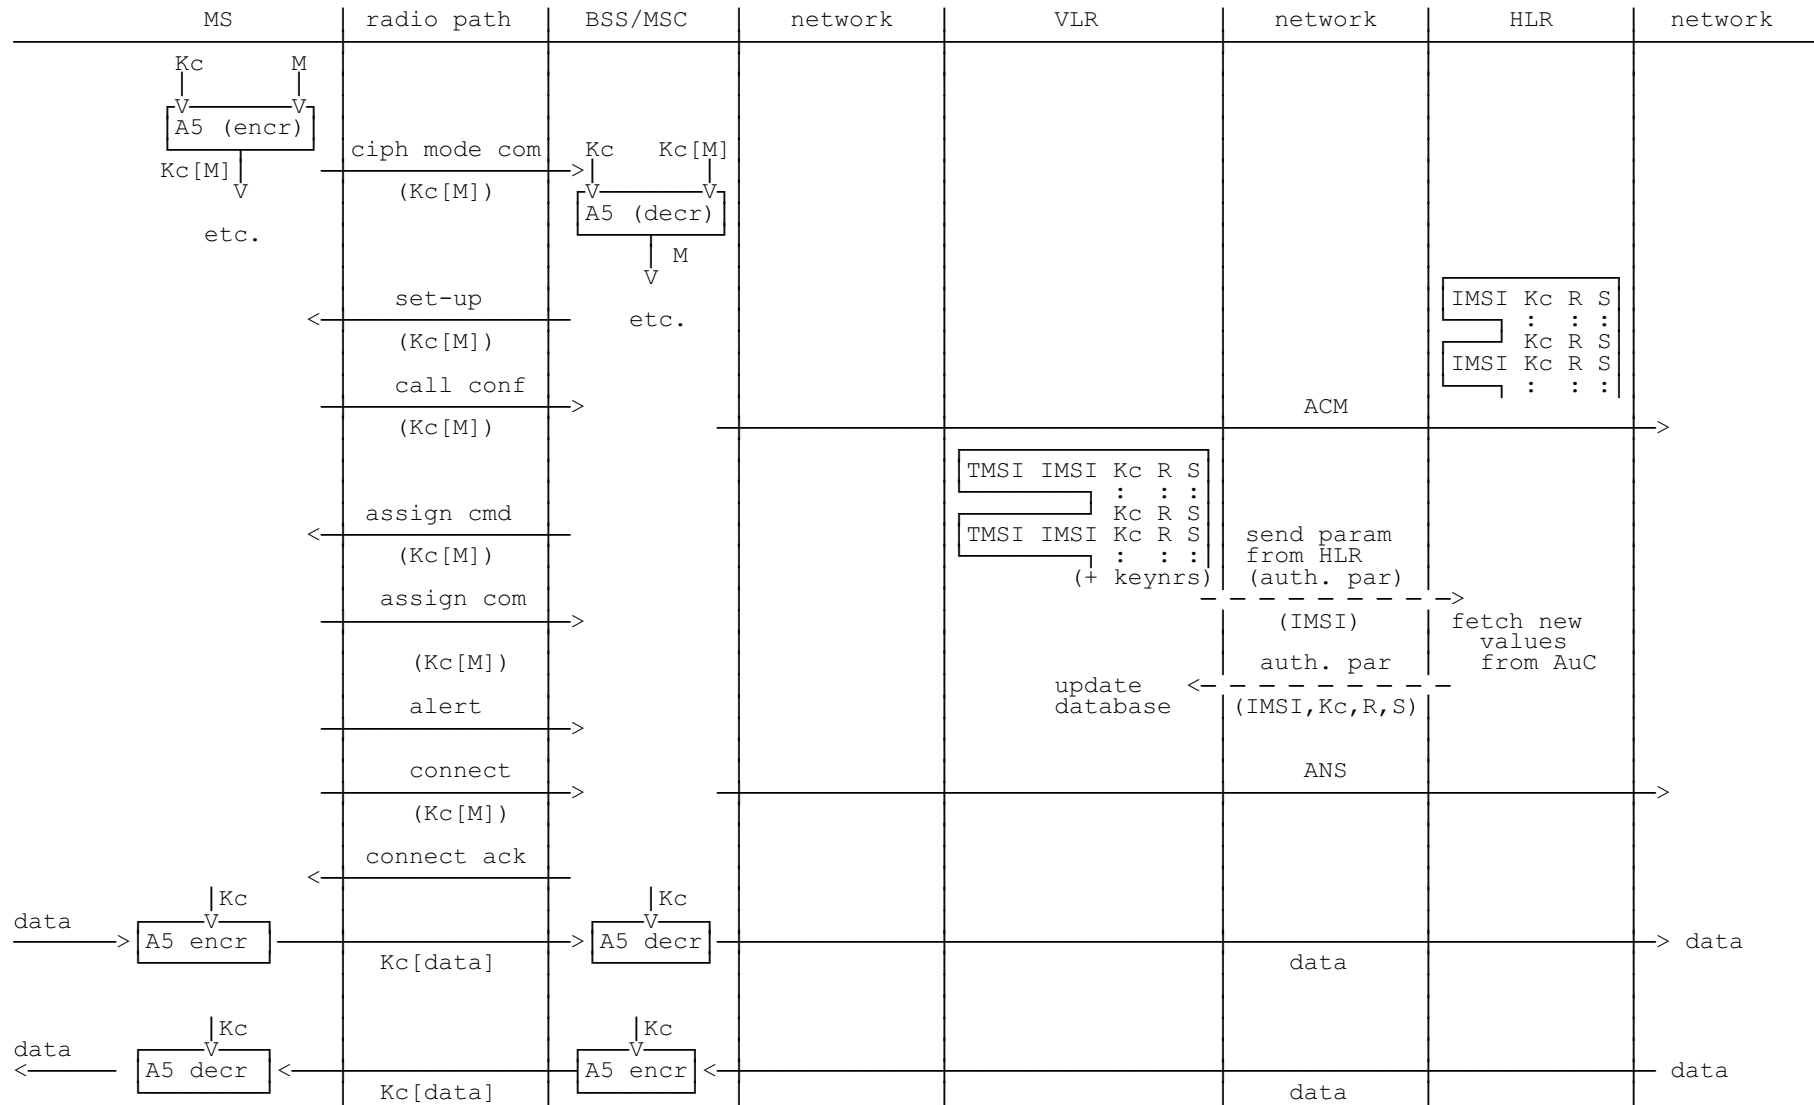 MS radio path BSS/MSC network VLR network HLR network
Kc M
A5 (encr)
ciph mode com Kc Kc[M]
Kc[M]
(Kc[M])
A5 (decr)
etc.
M
set-up IMSI Kc R S
etc. : : :
(Kc[M]) Kc R S
IMSI Kc R S
call conf : : :
ACM
(Kc[M])
TMSI IMSI Kc R S
: : :
assign cmd Kc R S
TMSI IMSI Kc R S send param
(Kc[M]) : : : from HLR
(+ keynrs) (auth. par)
assign com
(IMSI) fetch new
values
(Kc[M]) auth. par from AuC
update
alert database (IMSI,Kc,R,S)
connect ANS
(Kc[M])
connect ack
Kc Kc
data
A5 encr A5 decr data
Kc[data] data
Kc Kc
data
A5 decr A5 encr data
Kc[data] data